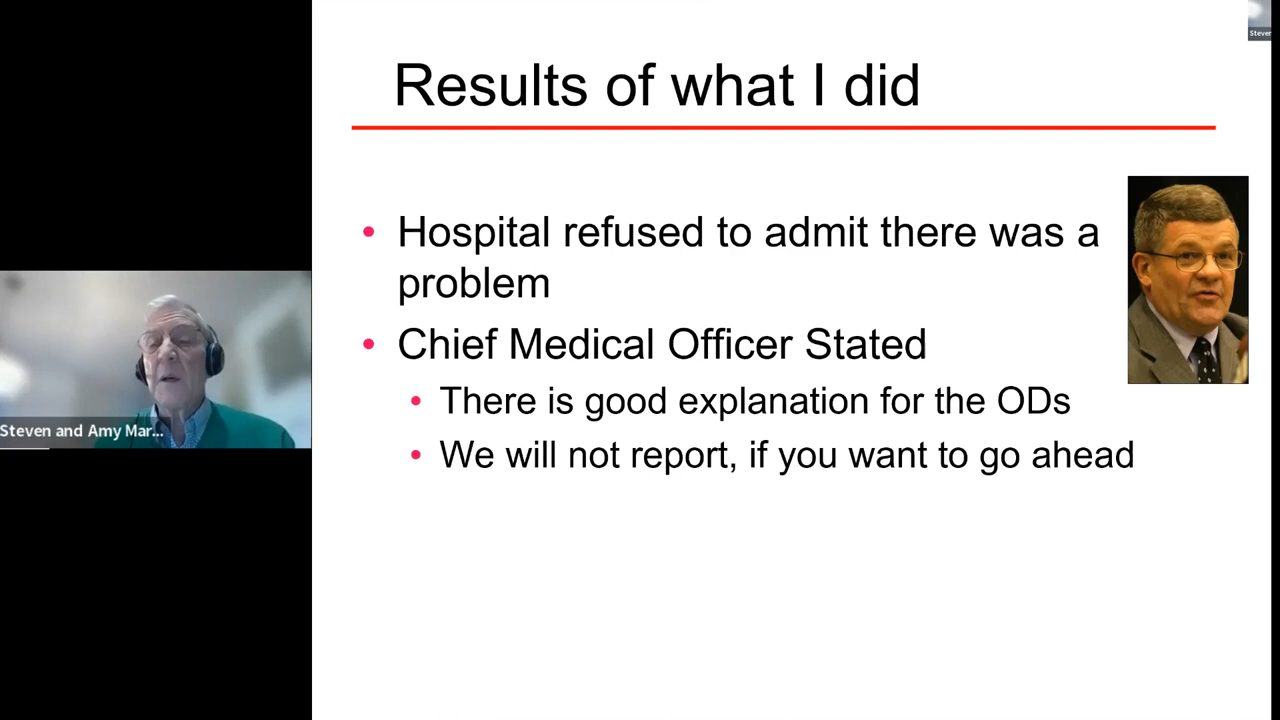 Steven
Results of what I did
• Hospital refused to admit there was a
problem
• Chief Medical Officer Stated
• There is good explanation for the ODs
• We will not report, if you want to go ahead
Steven and Amy Mar...